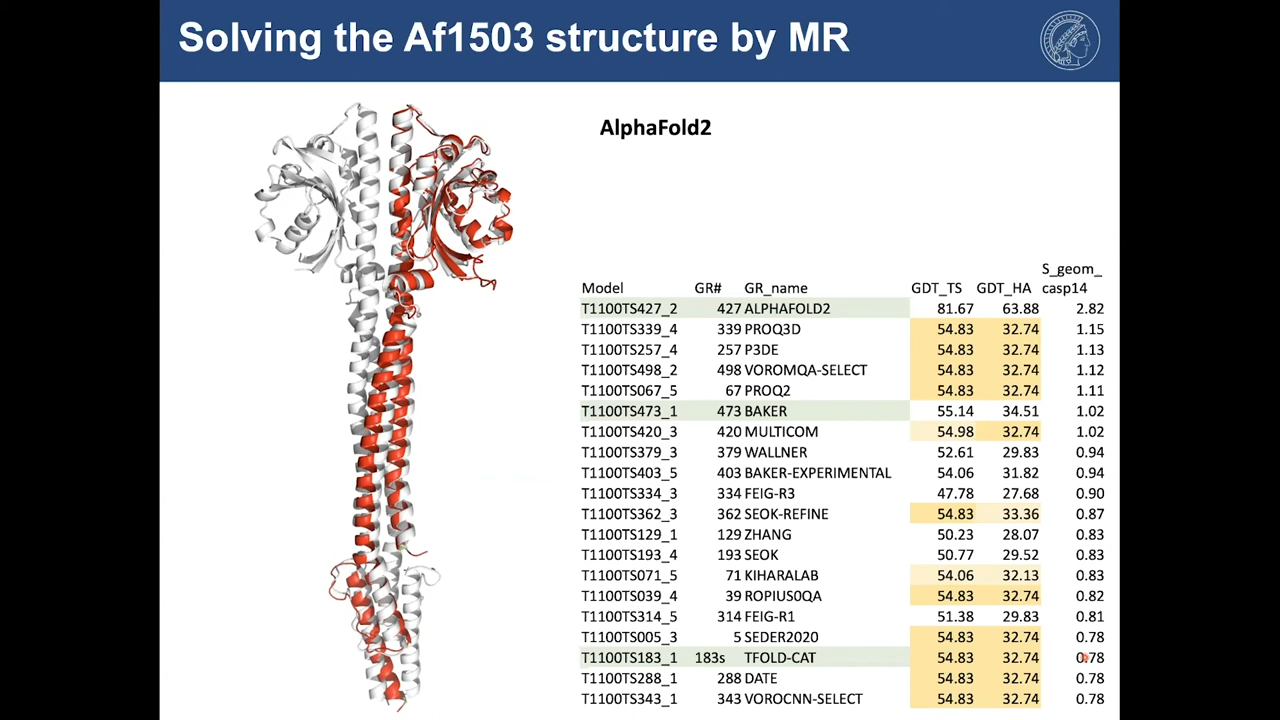 Solving the Af1503 structure by MR
AlphaFold2
Model GR# GR_name GDT_TS GDT_HA S_geom_casp14
T1100TS427_2 427 ALPHAFOLD2 81.67 63.88 2.82
T1100TS339_4 339 PROQ3D 54.83 32.74 1.15
T1100TS257_4 257 P3DE 54.83 32.74 1.13
T1100TS498_2 498 VOROMQA-SELECT 54.83 32.74 1.12
T1100TS067_5 67 PROQ2 54.83 32.74 1.11
T1100TS473_1 473 BAKER 55.14 34.51 1.02
T1100TS420_3 420 MULTICOM 54.98 32.74 1.02
T1100TS379_3 379 WALLNER 52.61 29.83 0.94
T1100TS403_5 403 BAKER-EXPERIMENTAL 54.06 31.82 0.94
T1100TS334_3 334 FEIG-R3 47.78 27.68 0.90
T1100TS362_3 362 SEOK-REFINE 54.83 33.36 0.87
T1100TS129_1 129 ZHANG 50.23 28.07 0.83
T1100TS193_4 193 SEOK 50.77 29.52 0.83
T1100TS071_5 71 KIHARALAB 54.06 32.13 0.83
T1100TS039_4 39 ROPIUS0QA 54.83 32.74 0.82
T1100TS314_5 314 FEIG-R1 51.38 29.83 0.81
T1100TS005_3 5 SEDER2020 54.83 32.74 0.78
T1100TS183_1 183s TFOLD-CAT 54.83 32.74 0.78
T1100TS288_1 288 DATE 54.83 32.74 0.78
T1100TS343_1 343 VOROCNN-SELECT 54.83 32.74 0.78